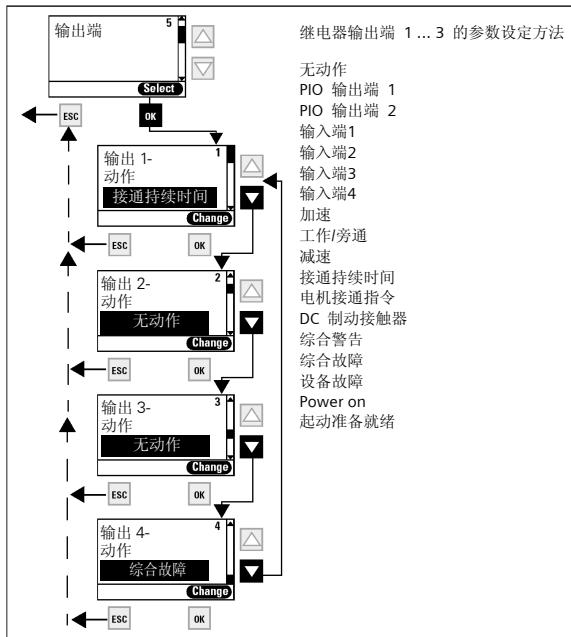 输出端
5
Select
ESC
OK
输出 1-
动作
1
接通持续时间
Change
ESC
OK
输出 2-
动作
2
无动作
Change
ESC
OK
输出 3-
动作
3
无动作
Change
ESC
OK
输出 4-
动作
4
综合故障
Change
ESC
OK
继电器输出端 1 ... 3 的参数设定方法
无动作
PIO 输出端 1
PIO 输出端 2
输入端1
输入端2
输入端3
输入端4
加速
工作/旁通
减速
接通持续时间
电机接通指令
DC 制动接触器
综合警告
综合故障
设备故障
Power on
起动准备就绪